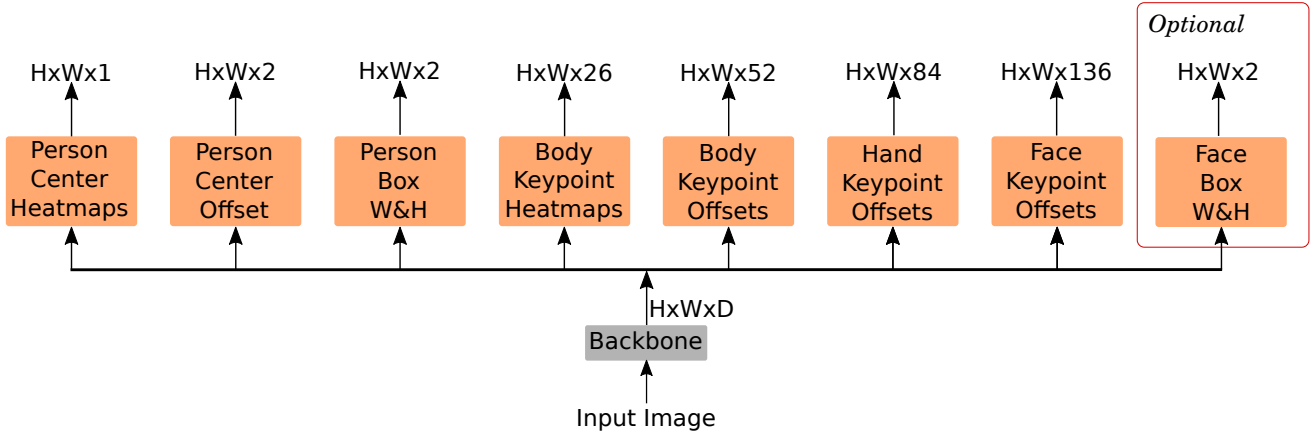 Optional
HxWx1
HxWx2
HxWx2
HxWx26
HxWx52
HxWx84
HxWx136
HxWx2
Person
Center
Heatmaps
Person
Center
Offset
Person
Box
W&H
Body
Keypoint
Heatmaps
Body
Keypoint
Offsets
Hand
Keypoint
Offsets
Face
Keypoint
Offsets
Face
Box
W&H
HxWxD
Backbone
Input Image